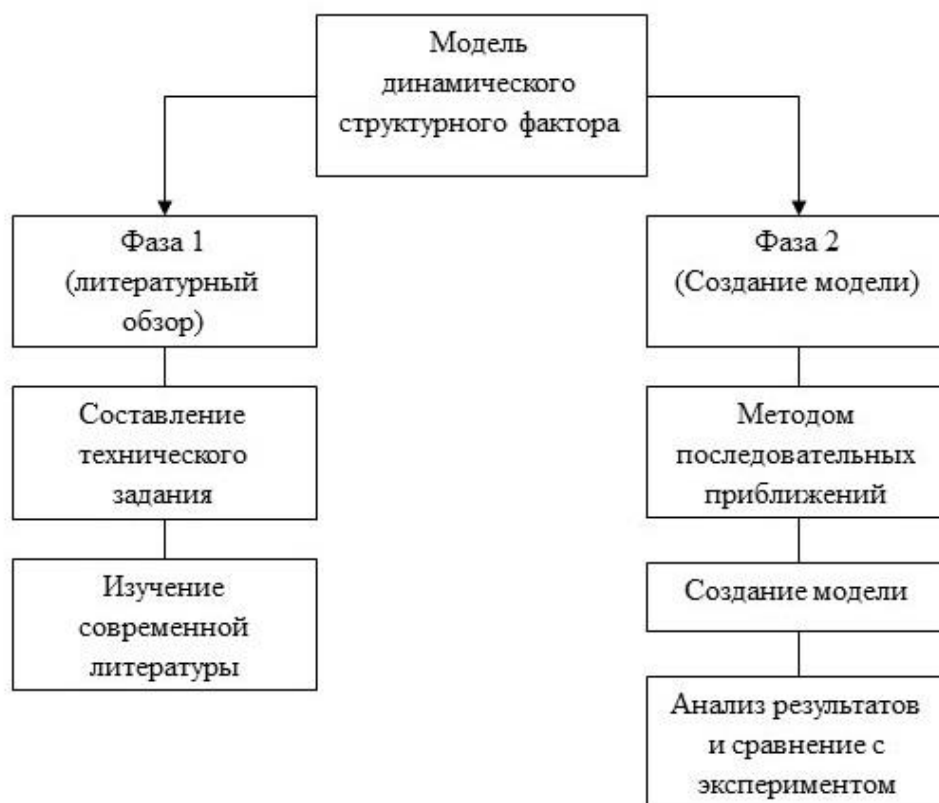 Модель
динамического
структурного фактора
Фаза 1
(литературный
обзор)
Составление
технического
задания
Изучение
современной
литературы
Фаза 2
(Создание модели)
Методом
последовательных
приближений
Создание модели
Анализ результатов
и сравнение с
экспериментом